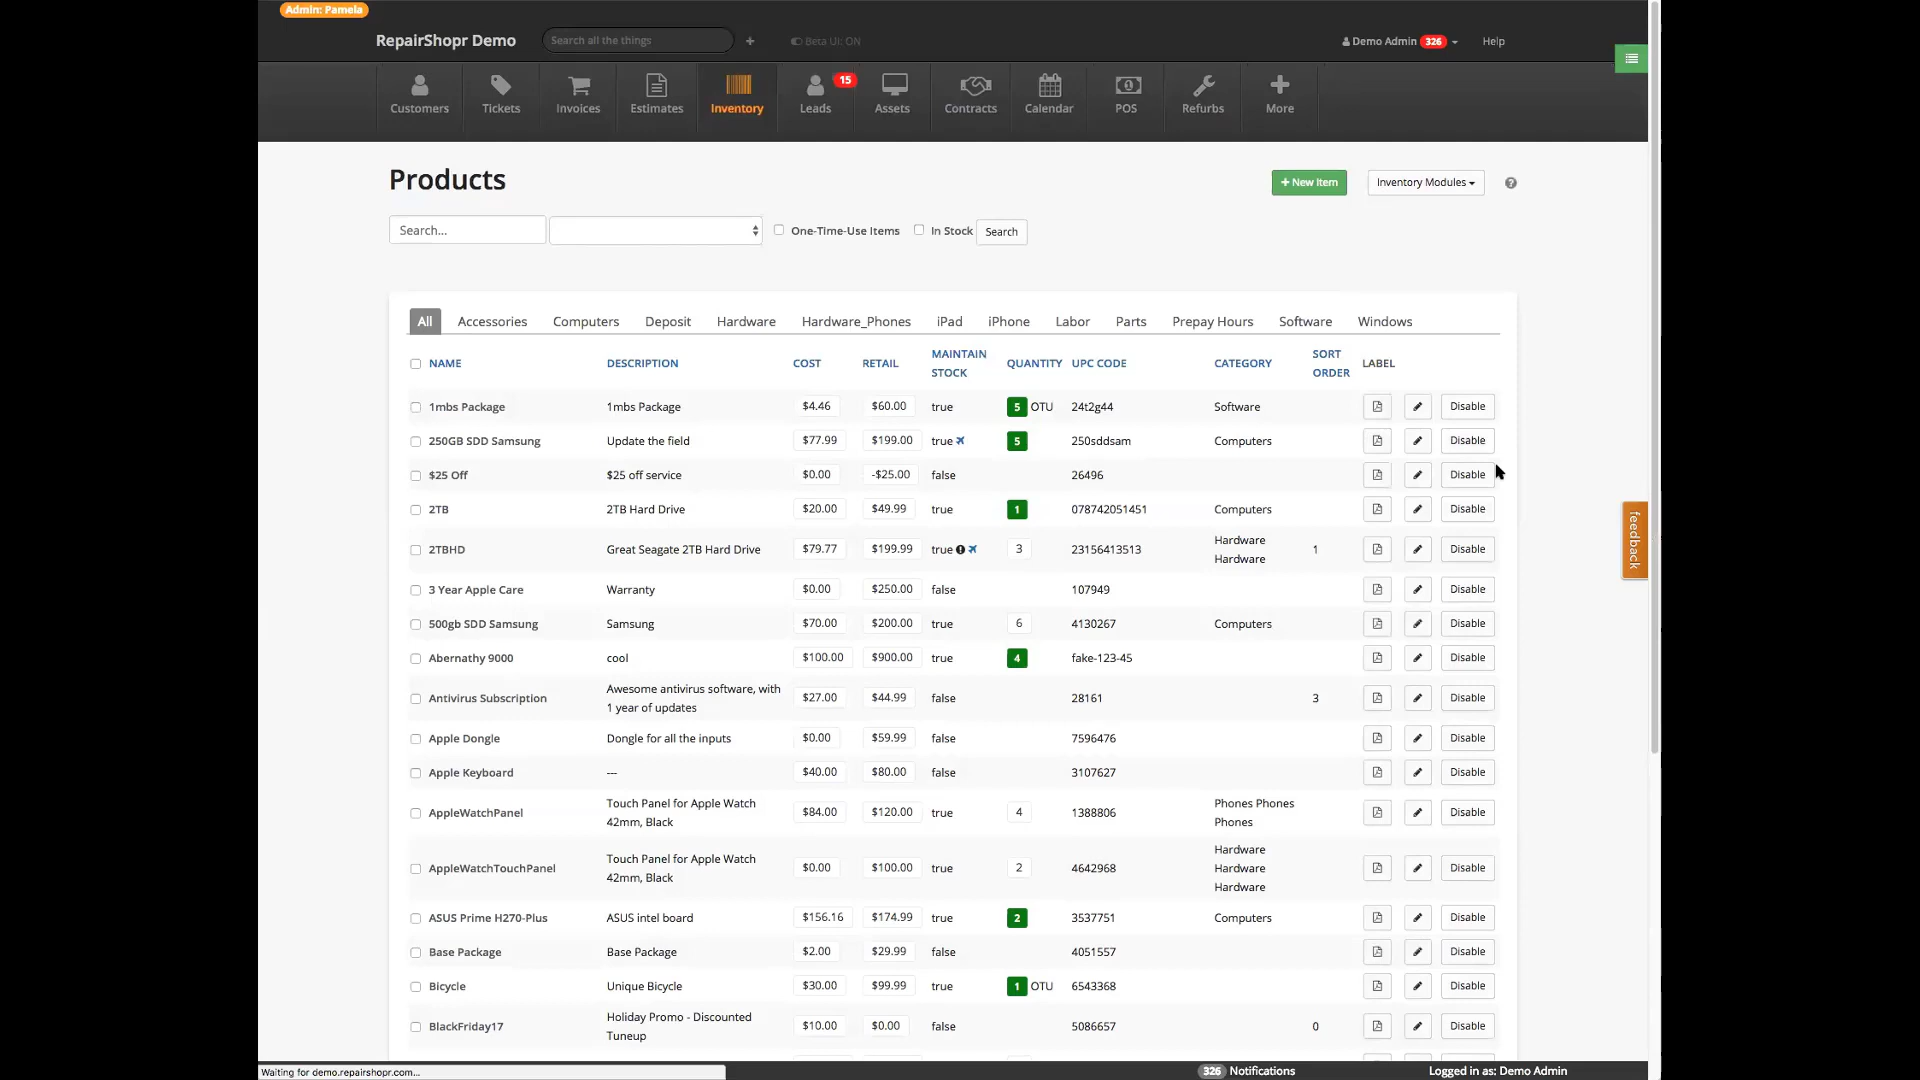 Admin: Pamela
RepairShopr Demo Search all the things Beta UI: ON Demo Admin 326 Help
Customers Tickets Invoices Estimates Inventory Leads 15 Assets Contracts Calendar POS Refurbs More
Products + New Item Inventory Modules
Search... One-Time-Use Items In Stock Search
All Accessories Computers Deposit Hardware Hardware_Phones iPad iPhone Labor Parts Prepay Hours Software Windows
NAME DESCRIPTION COST RETAIL MAINTAIN STOCK QUANTITY UPC CODE CATEGORY SORT ORDER LABEL
1mbs Package 1mbs Package $4.46 $60.00 true 5 OTU 24t2g44 Software Disable
250GB SDD Samsung Update the field $77.99 $199.00 true 5 250sddsam Computers Disable
$25 Off $25 off service $0.00 -$25.00 false 26496 Disable
2TB 2TB Hard Drive $20.00 $49.99 true 1 078742051451 Computers Disable
2TBHD Great Seagate 2TB Hard Drive $79.77 $199.99 true 3 23156413513 Hardware Hardware 1 Disable
3 Year Apple Care Warranty $0.00 $250.00 false 107949 Disable
500gb SDD Samsung Samsung $70.00 $200.00 true 6 4130267 Computers Disable
Abernathy 9000 cool $100.00 $900.00 true 4 fake-123-45 Disable
Antivirus Subscription Awesome antivirus software, with 1 year of updates $27.00 $44.99 false 28161 3 Disable
Apple Dongle Dongle for all the inputs $0.00 $59.99 false 7596476 Disable
Apple Keyboard --- $40.00 $80.00 false 3107627 Disable
AppleWatchPanel Touch Panel for Apple Watch 42mm, Black $84.00 $120.00 true 4 1388806 Phones Phones Phones Disable
AppleWatchTouchPanel Touch Panel for Apple Watch 42mm, Black $0.00 $100.00 true 2 4642968 Hardware Hardware Hardware Disable
ASUS Prime H270-Plus ASUS intel board $156.16 $174.99 true 2 3537751 Computers Disable
Base Package Base Package $2.00 $29.99 false 4051557 Disable
Bicycle Unique Bicycle $30.00 $99.99 true 1 OTU 6543368 Disable
BlackFriday17 Holiday Promo - Discounted Tuneup $10.00 $0.00 false 5086657 0 Disable
feedback
Waiting for demo.repairshopr.com... 326 Notifications Logged in as: Demo Admin